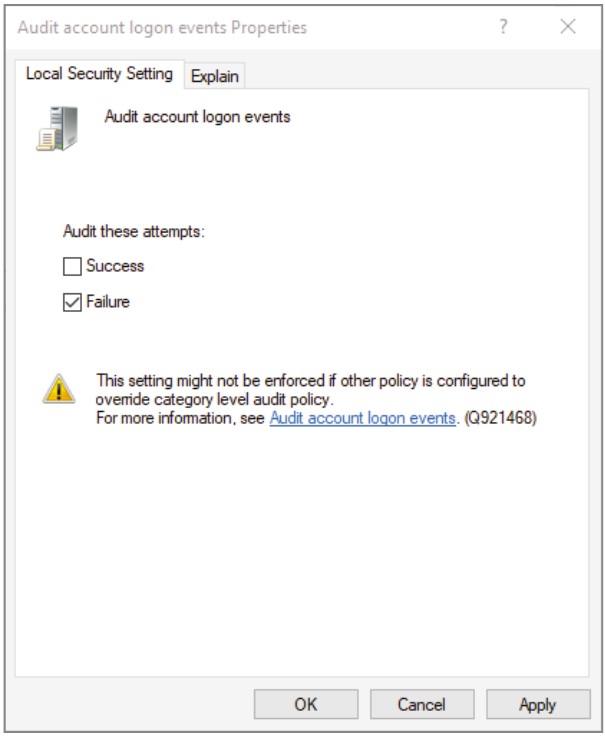 Audit account logon events Properties
?
Local Security Setting
Explain
Audit account logon events
Audit these attempts:
Success
Failure
This setting might not be enforced if other policy is configured to
override category level audit policy.
For more information, see Audit account logon events. (Q921468)
OK
Cancel
Apply